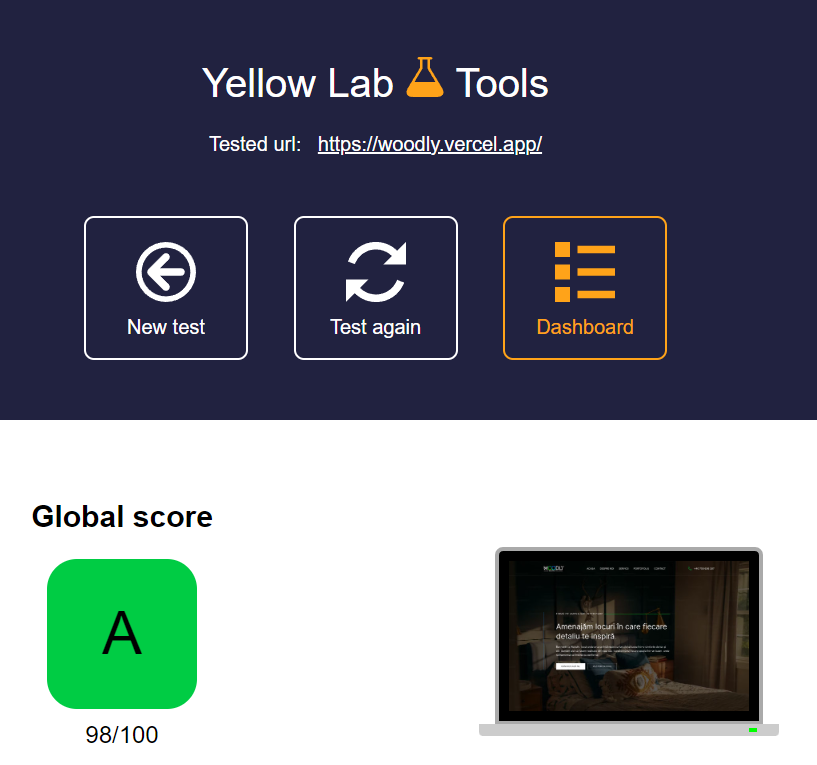 Yellow Lab Tools
Tested url: https://woodly.vercel.app/
New test
Test again
Dashboard
Global score
A
98/100
WOODLY
Amenajăm locuri în care fiecare
detaliu te inspiră